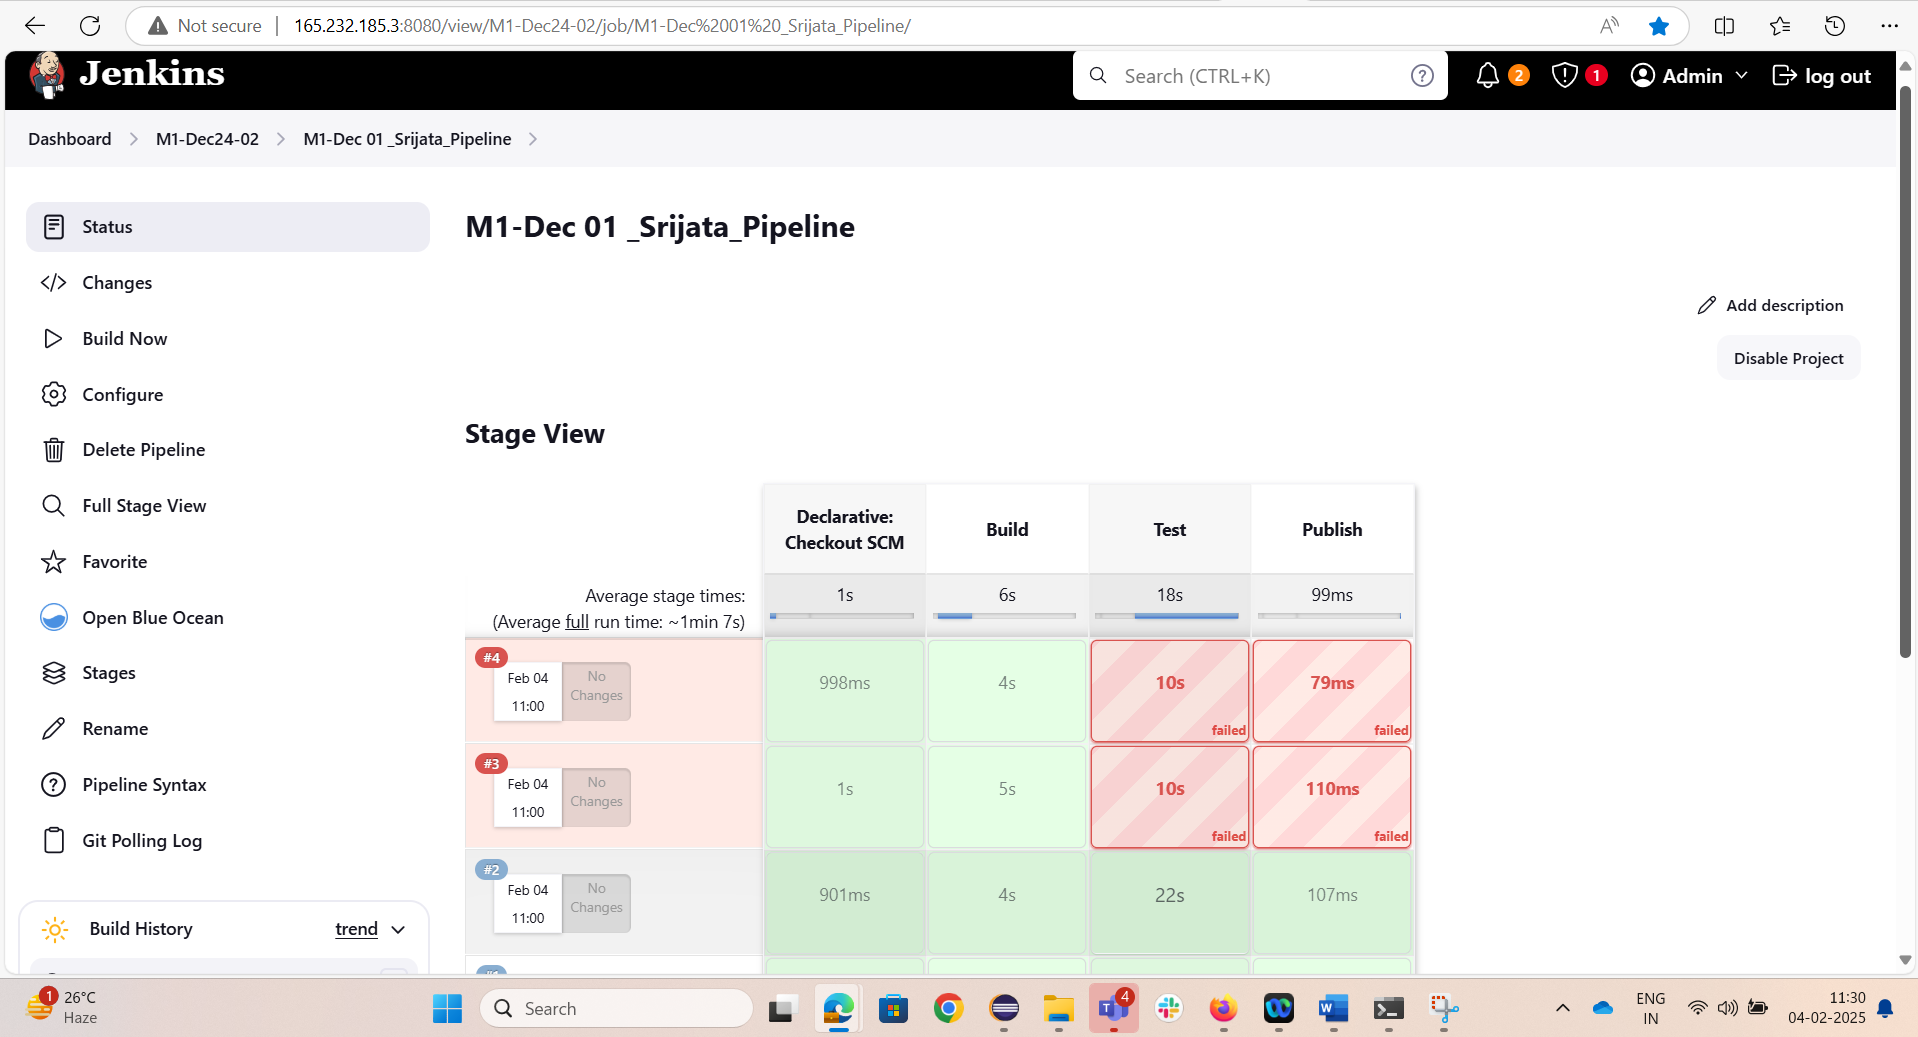 Not secure
165.232.185.3:8080/view/M1-Dec24-02/job/M1-Dec%2001%20_Srijata_Pipeline/
Jenkins
Search (CTRL+K)
2
1
Admin
log out
Dashboard
M1-Dec24-02
M1-Dec 01 _Srijata_Pipeline
Status
Changes
Build Now
Configure
Delete Pipeline
Full Stage View
Favorite
Open Blue Ocean
Stages
Rename
Pipeline Syntax
Git Polling Log
Build History
trend
M1-Dec 01 _Srijata_Pipeline
Add description
Disable Project
Stage View
Declarative:
Checkout SCM
Build
Test
Publish
Average stage times:
(Average full run time: ~1min 7s)
1s
6s
18s
99ms
#4
Feb 04
11:00
No
Changes
998ms
4s
10s
failed
79ms
failed
#3
Feb 04
11:00
No
Changes
1s
5s
10s
failed
110ms
failed
#2
Feb 04
11:00
No
Changes
901ms
4s
22s
107ms
1
26°C
Haze
Search
4
ENG
IN
11:30
04-02-2025